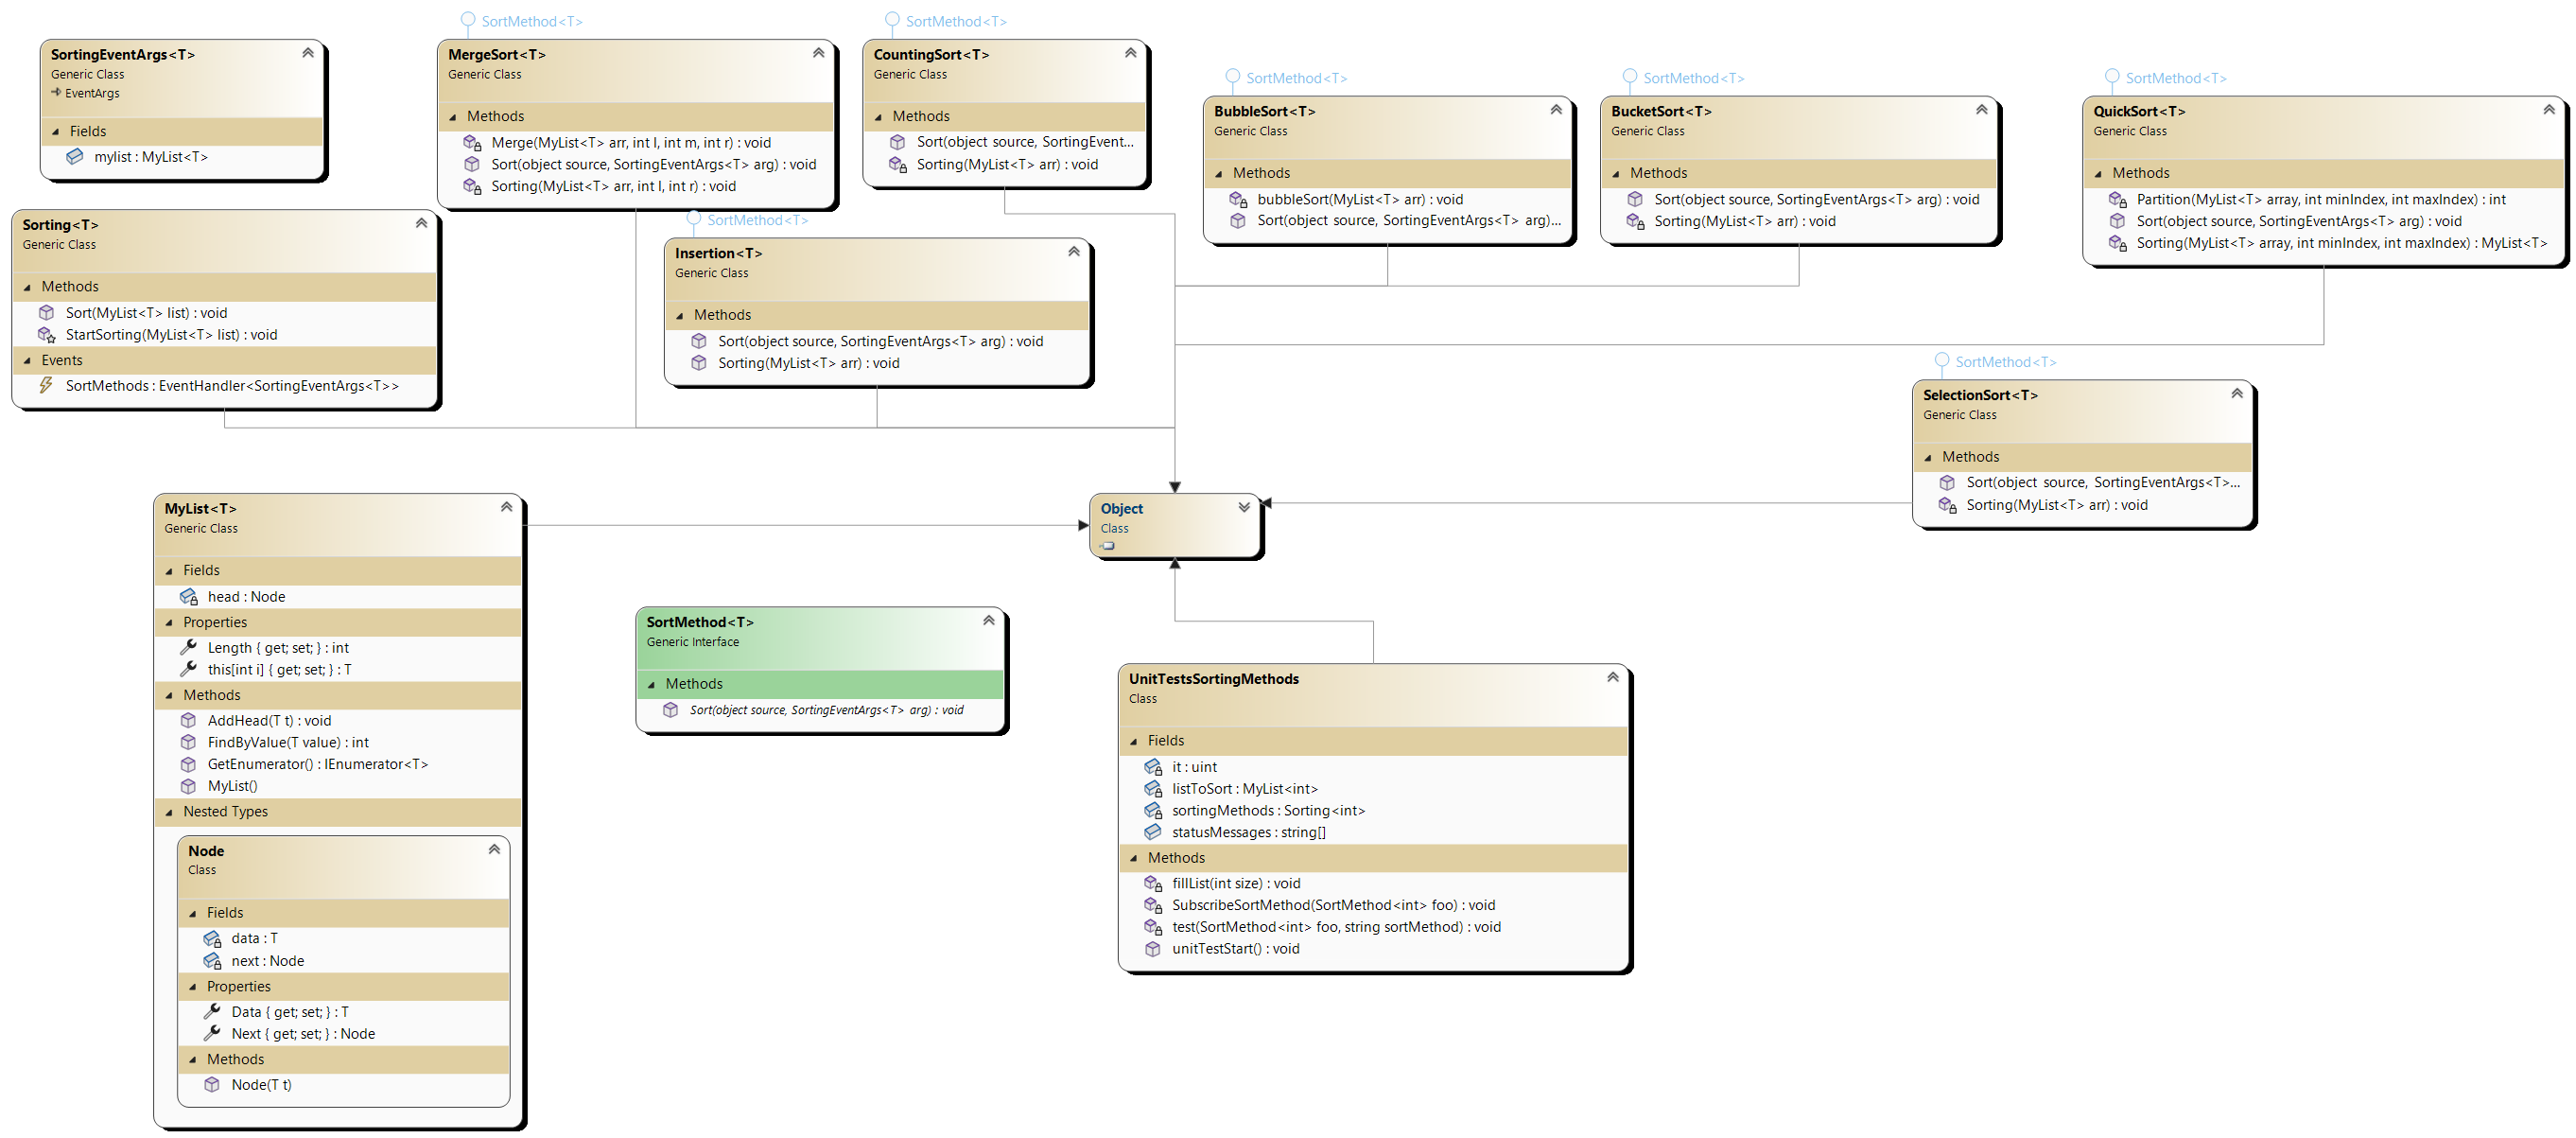 SortingEventArgs<T>
Generic Class
EventArgs
Fields
mylist : MyList<T>
SortMethod<T>
MergeSort<T>
Generic Class
Methods
Merge(MyList<T> arr, int l, int m, int r) : void
Sort(object source, SortingEventArgs<T> arg) : void
Sorting(MyList<T> arr, int l, int r) : void
SortMethod<T>
CountingSort<T>
Generic Class
Methods
Sort(object source, SortingEvent...
Sorting(MyList<T> arr) : void
SortMethod<T>
BubbleSort<T>
Generic Class
Methods
bubbleSort(MyList<T> arr) : void
Sort(object source, SortingEventArgs<T> arg)...
SortMethod<T>
BucketSort<T>
Generic Class
Methods
Sort(object source, SortingEventArgs<T> arg) : void
Sorting(MyList<T> arr) : void
SortMethod<T>
QuickSort<T>
Generic Class
Methods
Partition(MyList<T> array, int minIndex, int maxIndex) : int
Sort(object source, SortingEventArgs<T> arg) : void
Sorting(MyList<T> array, int minIndex, int maxIndex) : MyList<T>
Sorting<T>
Generic Class
Methods
Sort(MyList<T> list) : void
StartSorting(MyList<T> list) : void
Events
SortMethods : EventHandler<SortingEventArgs<T>>
SortMethod<T>
Insertion<T>
Generic Class
Methods
Sort(object source, SortingEventArgs<T> arg) : void
Sorting(MyList<T> arr) : void
SortMethod<T>
SelectionSort<T>
Generic Class
Methods
Sort(object source, SortingEventArgs<T>...
Sorting(MyList<T> arr) : void
MyList<T>
Generic Class
Fields
head : Node
Properties
Length { get; set; } : int
this[int i] { get; set; } : T
Methods
AddHead(T t) : void
FindByValue(T value) : int
GetEnumerator() : IEnumerator<T>
MyList()
Nested Types
Node
Class
Fields
data : T
next : Node
Properties
Data { get; set; } : T
Next { get; set; } : Node
Methods
Node(T t)
Object
Class
SortMethod<T>
Generic Interface
Methods
Sort(object source, SortingEventArgs<T> arg) : void
UnitTestsSortingMethods
Class
Fields
it : uint
listToSort : MyList<int>
sortingMethods : Sorting<int>
statusMessages : string[]
Methods
fillList(int size) : void
SubscribeSortMethod(SortMethod<int> foo) : void
test(SortMethod<int> foo, string sortMethod) : void
unitTestStart() : void